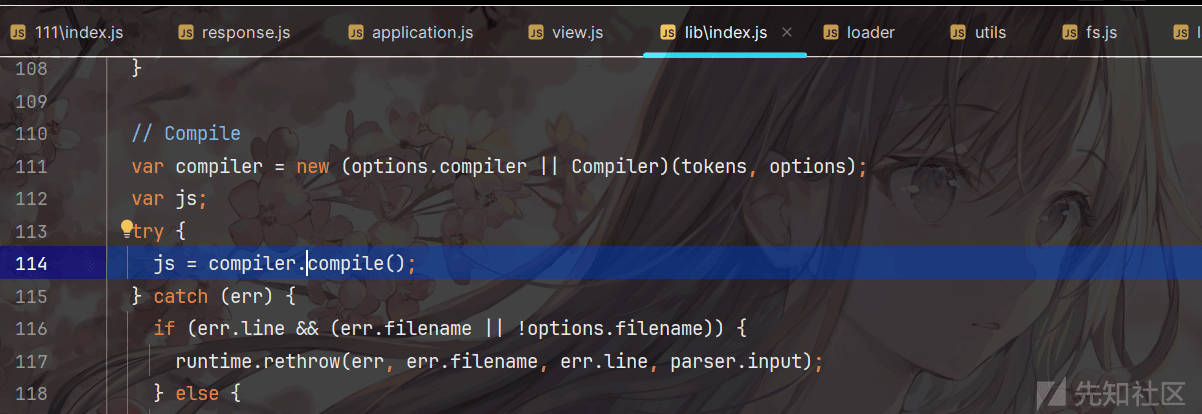 JS 111\index.js JS response.js JS application.js JS view.js JS lib\index.js × JS loader JS utils JS fs.js JS
108 }
109
110 // Compile
111 var compiler = new (options.compiler || Compiler)(tokens, options);
112 var js;
113 try {
114 js = compiler.compile();
115 } catch (err) {
116 if (err.line && (err.filename || !options.filename)) {
117 runtime.rethrow(err, err.filename, err.line, parser.input);
118 } else {
先知社区